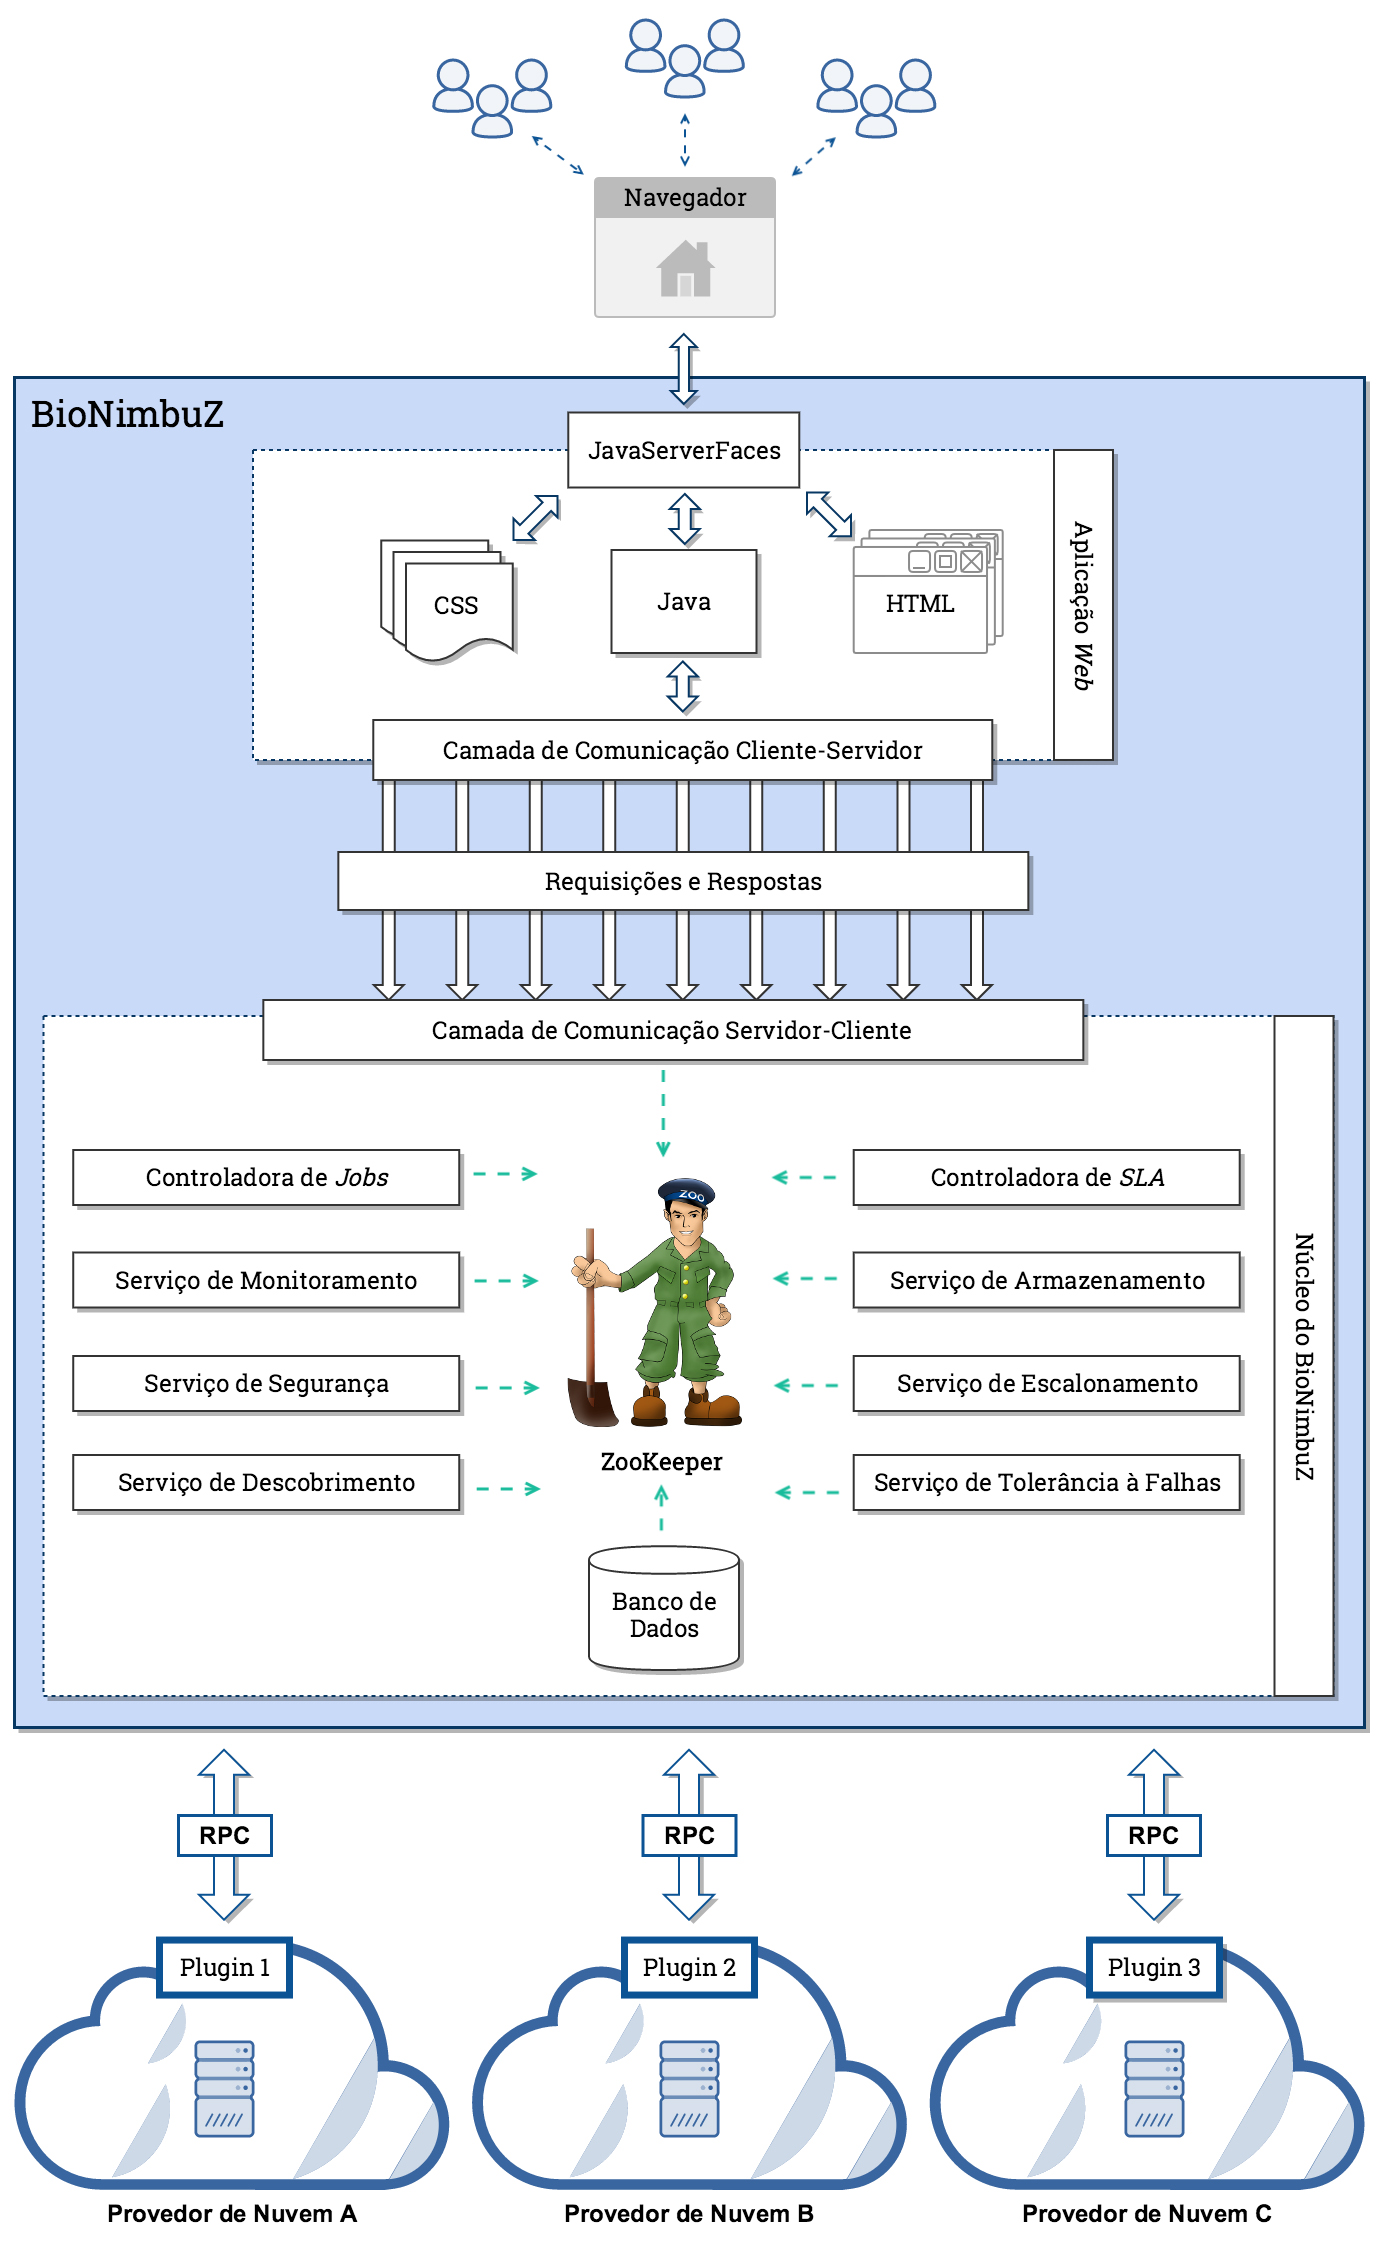 Navegador
BioNimbuZ
JavaServerFaces
CSS
Java
HTML
Aplicação Web
Camada de Comunicação Cliente-Servidor
Requisições e Respostas
Camada de Comunicação Servidor-Cliente
Controladora de Jobs
Controladora de SLA
ZOO
Serviço de Monitoramento
Serviço de Armazenamento
Serviço de Segurança
Serviço de Escalonamento
Núcleo do BioNimbuZ
ZooKeeper
Serviço de Descobrimento
Serviço de Tolerância à Falhas
Banco de
Dados
RPC
RPC
RPC
Plugin 1
Plugin 2
Plugin 3
Provedor de Nuvem A
Provedor de Nuvem B
Provedor de Nuvem C